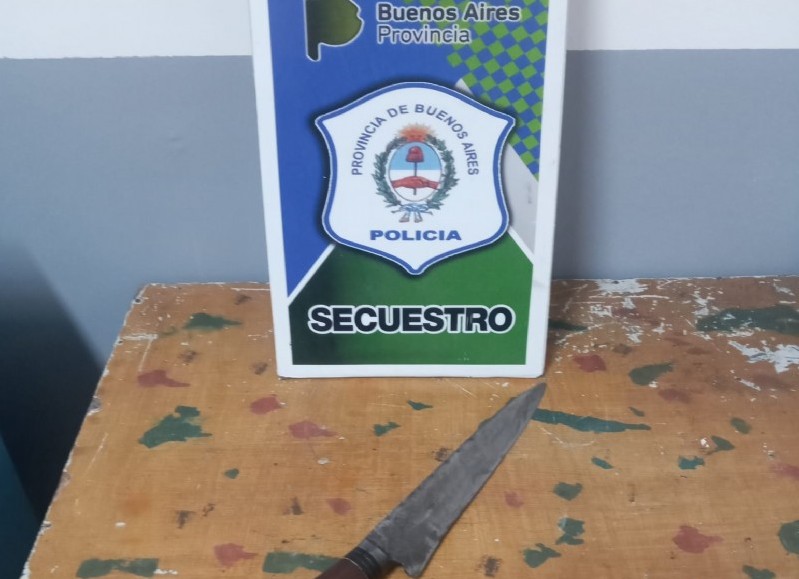 Buenos Aires
Provincia
PROVINCIA DE BUENOS AIRES
POLICIA
SECUESTRO